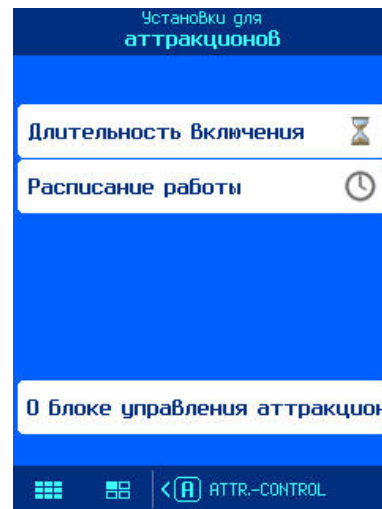 Установки для
аттракционов
Длительность включения
Расписание работы
О блоке управления аттракцион
<(A) ATTR.-CONTROL